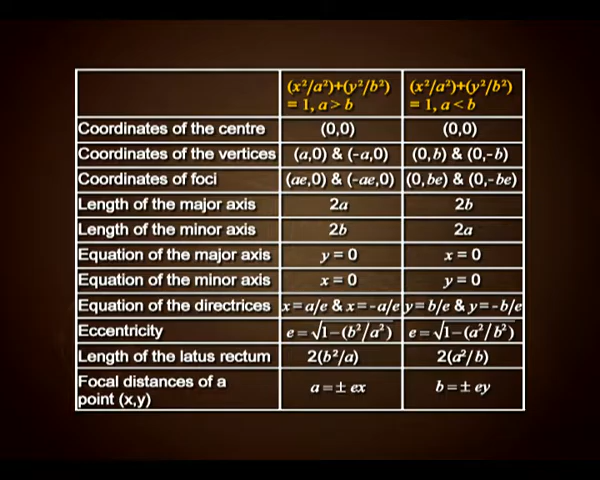 (x²/a²)+(y²/b²) (x²/a²)+(y²/b²)
= 1, a > b = 1, a < b
Coordinates of the centre (0,0) (0,0)
Coordinates of the vertices (a,0) & (-a,0) (0,b) & (0,-b)
Coordinates of foci (ae,0) & (-ae,0) (0,be) & (0,-be)
Length of the major axis 2a 2b
Length of the minor axis 2b 2a
Equation of the major axis y = 0 x = 0
Equation of the minor axis x = 0 y = 0
Equation of the directrices x = a/e & x = -a/e y = b/e & y = -b/e
Eccentricity e = √1−(b²/a²) e = √1−(a²/b²)
Length of the latus rectum 2(b²/a) 2(a²/b)
Focal distances of a
point (x,y) a = ± ex b = ± ey